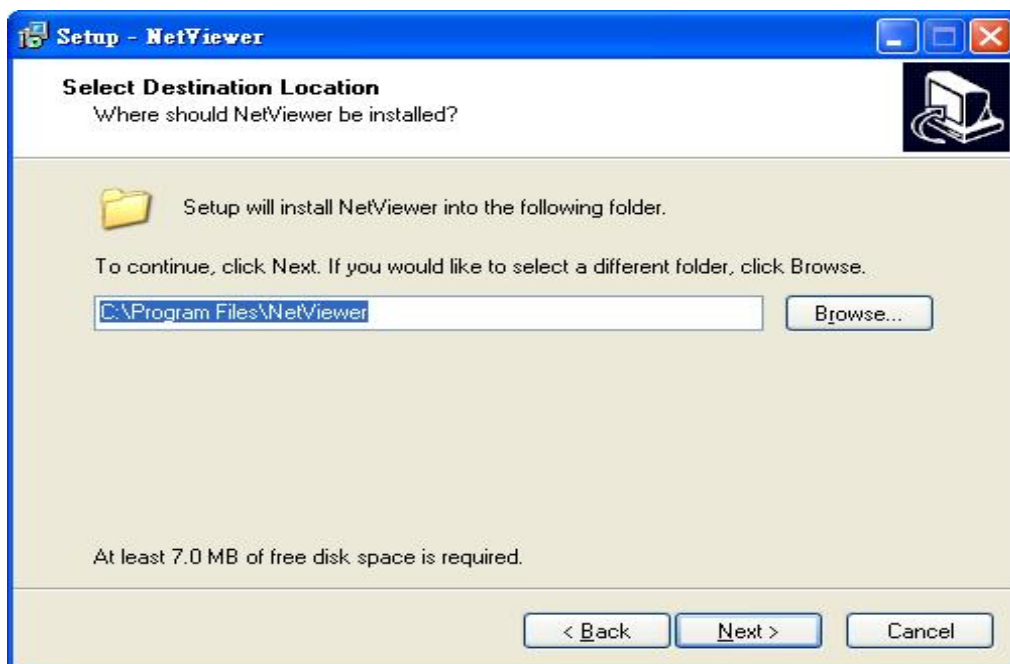 Setup - NetViewer
Select Destination Location
Where should NetViewer be installed?
Setup will install NetViewer into the following folder.
To continue, click Next. If you would like to select a different folder, click Browse.
C:\Program Files\NetViewer
Browse...
At least 7.0 MB of free disk space is required.
< Back Next > Cancel